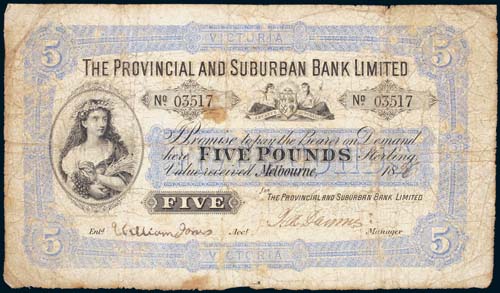 5 VICTORIA 5
THE PROVINCIAL AND SUBURBAN BANK LIMITED
No 03517 No 03517
I Promise to pay the Bearer on Demand
here FIVE POUNDS Sterling
Value received Melbourne, 18
For THE PROVINCIAL AND SUBURBAN BANK LIMITED
FIVE
Entd William Acct Manager
5 VICTORIA 5